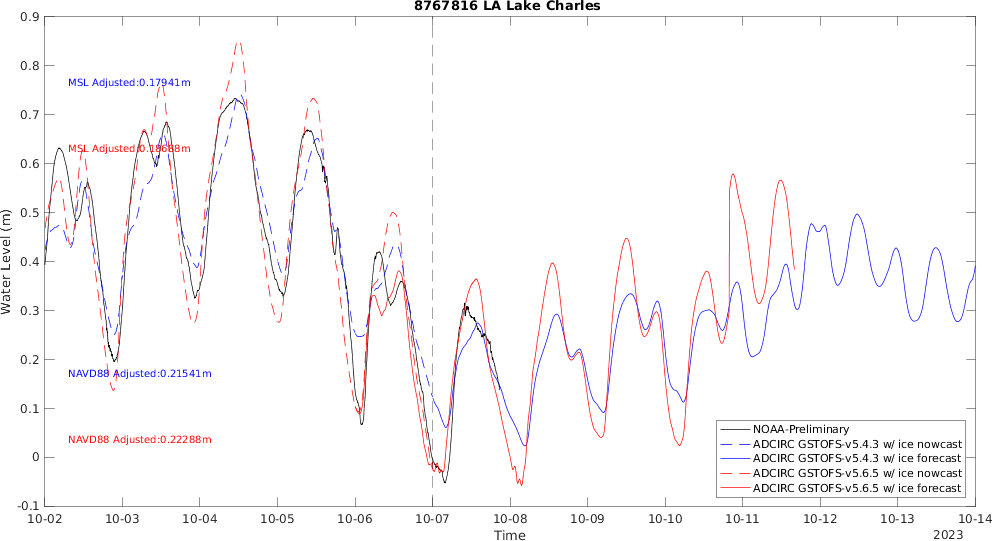 8767816 LA Lake Charles
Water Level (m)
0.9
0.8
0.7
0.6
0.5
0.4
0.3
0.2
0.1
0
-0.1
MSL Adjusted:0.17941m
MSL Adjusted:0.18688m
NAVD88 Adjusted:0.21541m
NAVD88 Adjusted:0.22288m
NOAA-Preliminary
ADCIRC GSTOFS-v5.4.3 w/ ice nowcast
ADCIRC GSTOFS-v5.4.3 w/ ice forecast
ADCIRC GSTOFS-v5.6.5 w/ ice nowcast
ADCIRC GSTOFS-v5.6.5 w/ ice forecast
10-02 10-03 10-04 10-05 10-06 10-07 10-08 10-09 10-10 10-11 10-12 10-13 10-14
Time
2023